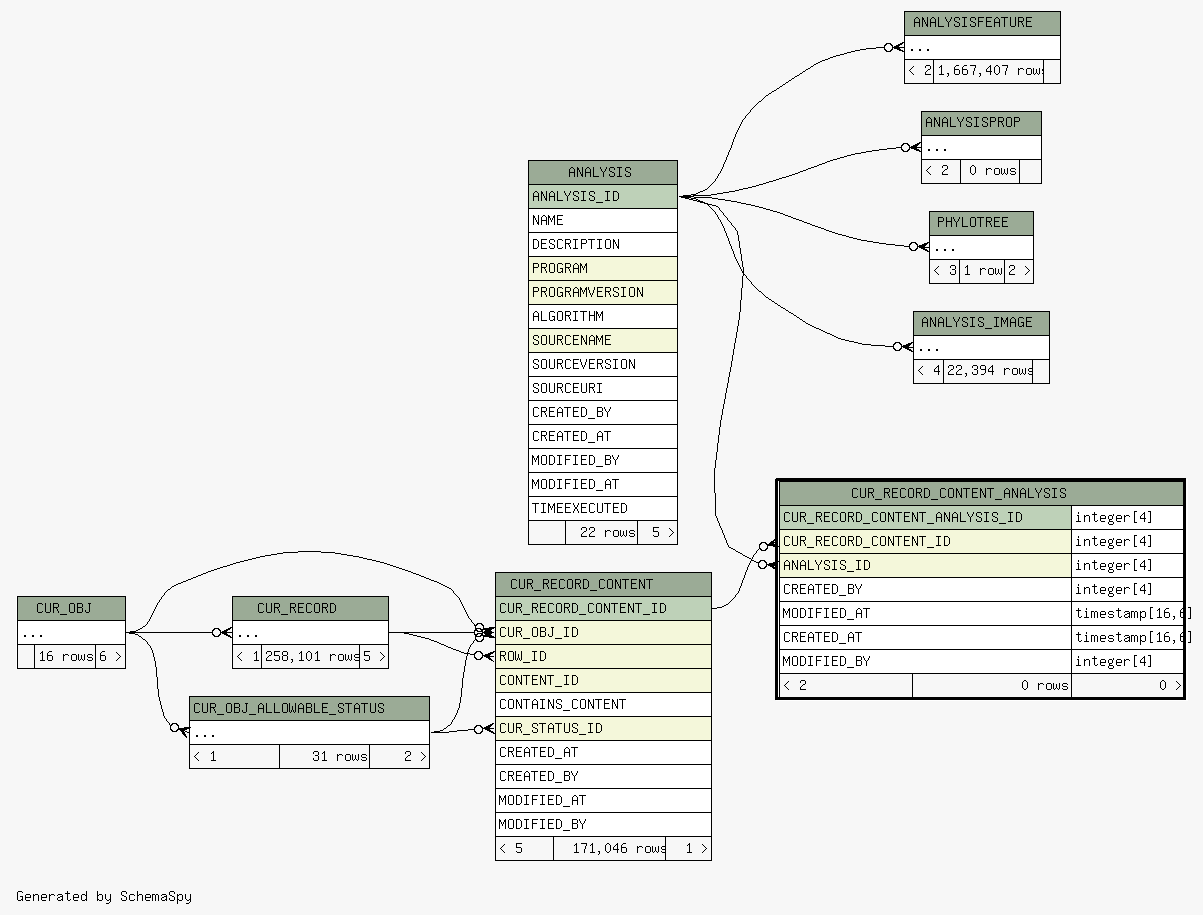 ANALYSISFEATURE
...
< 2 1,667,407 rows
ANALYSISPROP
...
< 2 0 rows
PHYLOTREE
...
< 3 1 row 2 >
ANALYSIS_IMAGE
...
< 4 22,394 rows
ANALYSIS
ANALYSIS_ID
NAME
DESCRIPTION
PROGRAM
PROGRAMVERSION
ALGORITHM
SOURCENAME
SOURCEVERSION
SOURCEURI
CREATED_BY
CREATED_AT
MODIFIED_BY
MODIFIED_AT
TIMEEXECUTED
22 rows 5 >
CUR_RECORD_CONTENT_ANALYSIS
CUR_RECORD_CONTENT_ANALYSIS_ID integer[4]
CUR_RECORD_CONTENT_ID integer[4]
ANALYSIS_ID integer[4]
CREATED_BY integer[4]
MODIFIED_AT timestamp[16,6]
CREATED_AT timestamp[16,6]
MODIFIED_BY integer[4]
< 2 0 rows 0 >
CUR_OBJ
...
16 rows 6 >
CUR_RECORD
...
< 1 258,101 rows 5 >
CUR_OBJ_ALLOWABLE_STATUS
...
< 1 31 rows 2 >
CUR_RECORD_CONTENT
CUR_RECORD_CONTENT_ID
CUR_OBJ_ID
ROW_ID
CONTENT_ID
CONTAINS_CONTENT
CUR_STATUS_ID
CREATED_AT
CREATED_BY
MODIFIED_AT
MODIFIED_BY
< 5 171,046 rows 1 >
Generated by SchemaSpy